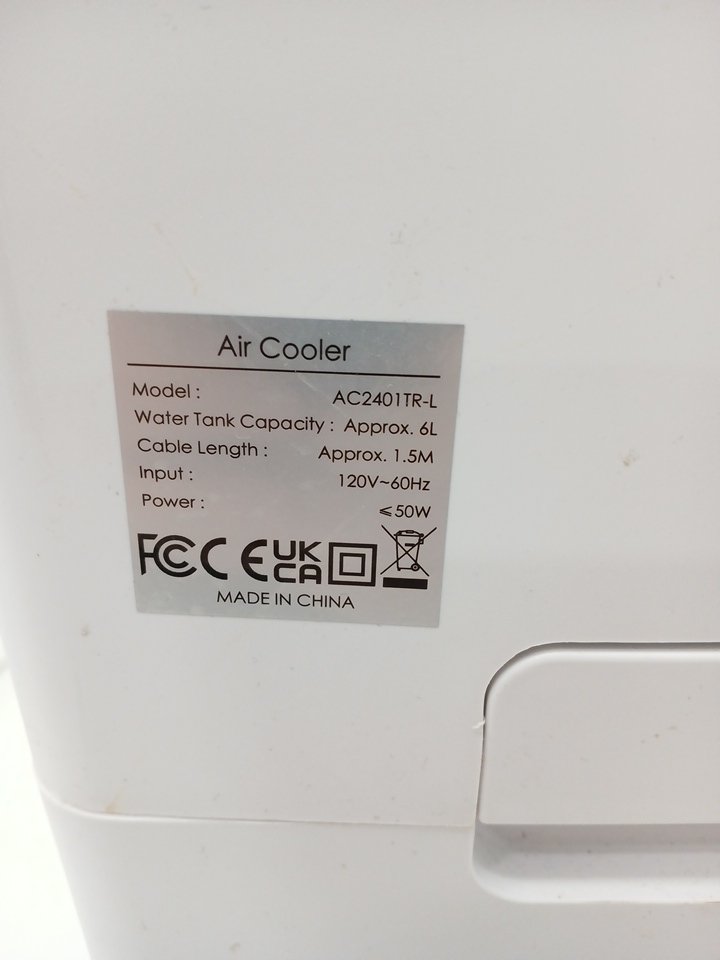 Air Cooler
Model : AC2401TR-L
Water Tank Capacity : Approx. 6L
Cable Length : Approx. 1.5M
Input : 120V~60Hz
Power : ⩽50W
FC CE UK CA
MADE IN CHINA